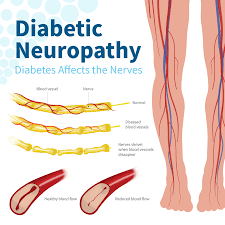 Diabetic
Neuropathy
Diabetes Affects the Nerves
Blood vessel
Nerve
Normal
Diseased
blood vessels
Nerves shrivel
when blood vessels
disappear
Healthy blood flow
Reduced blood flow